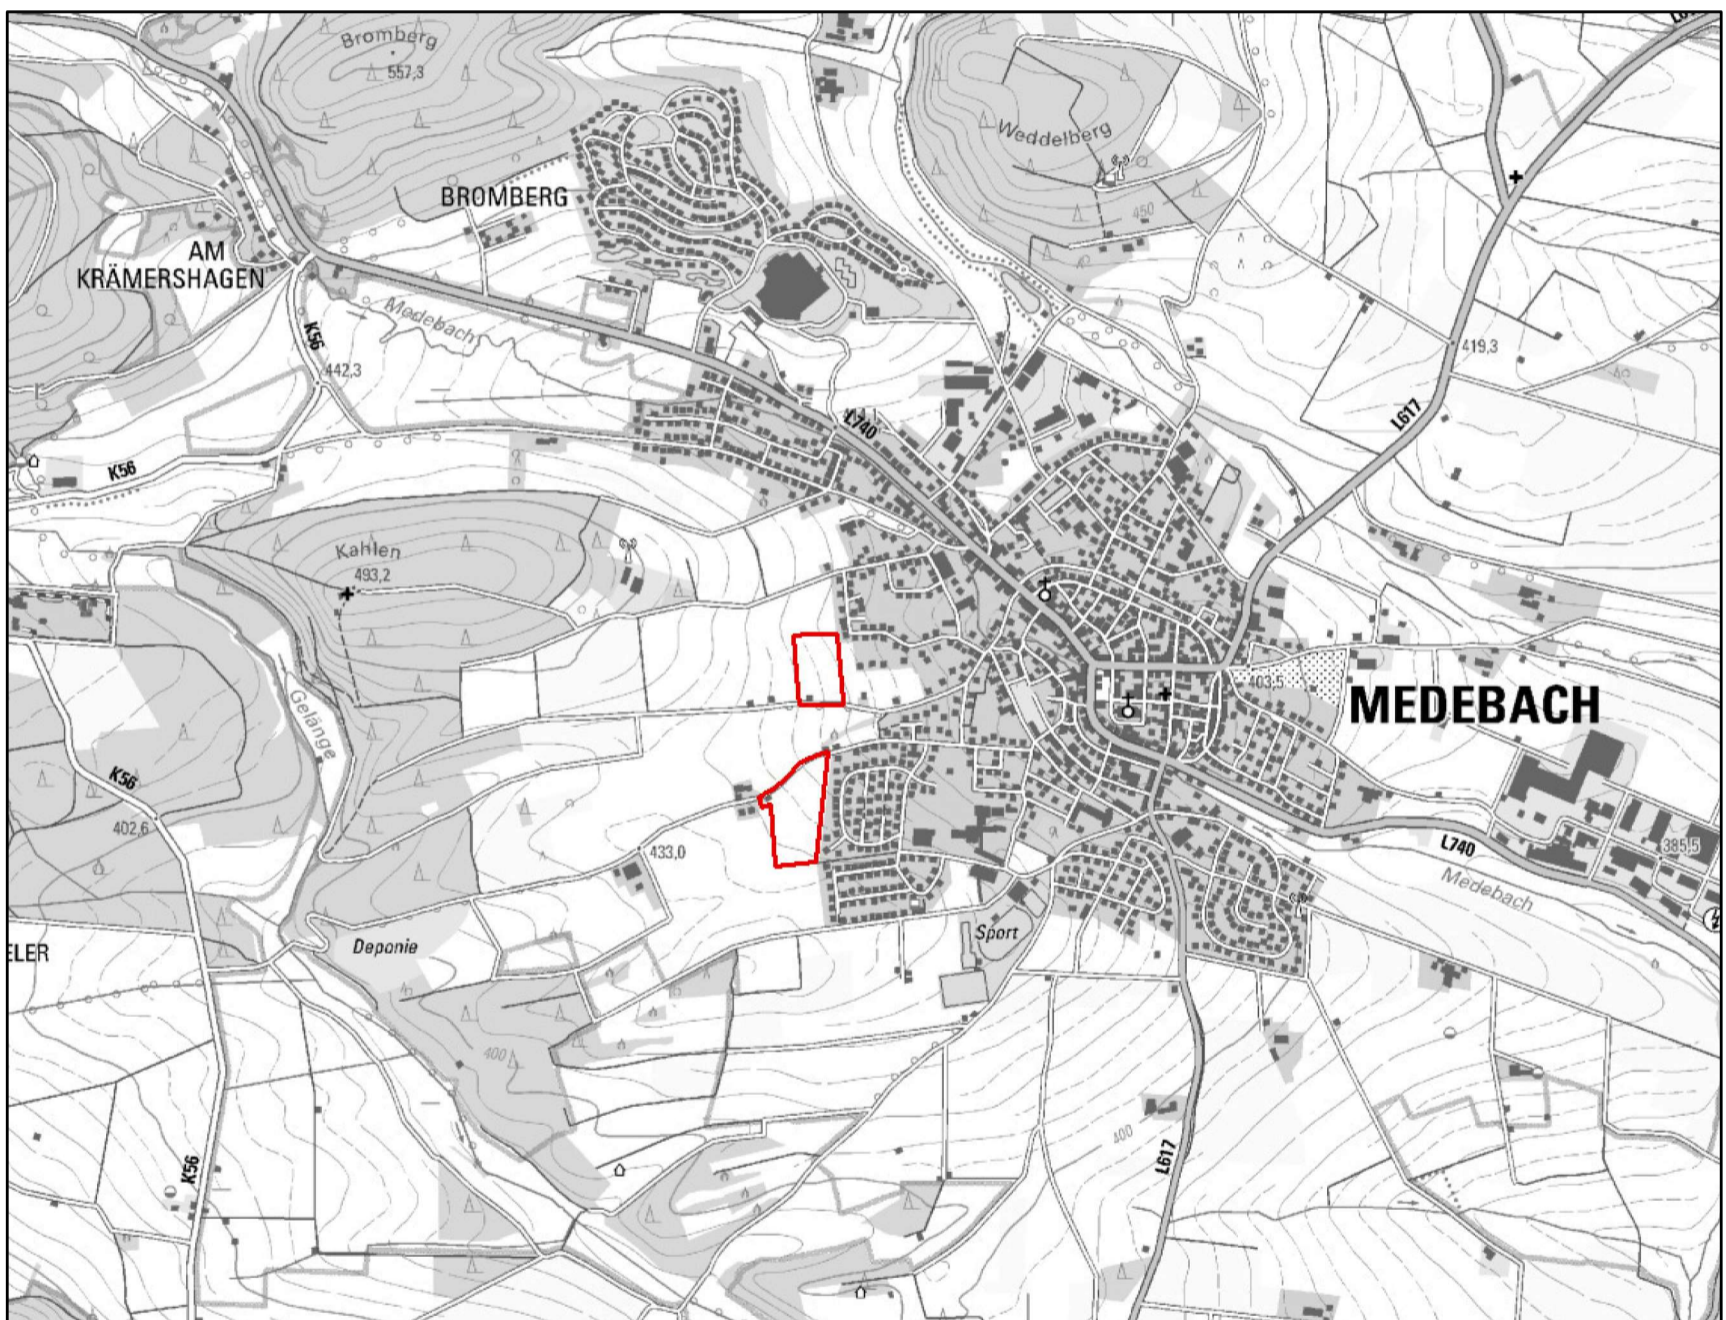 Bromberg
557,3
Weddelberg
450
BROMBERG
AM
KRÄMERSHAGEN
Medebach
K56
442,3
419,3
L740
L617
K56
Kahlen
493,2
403,5
MEDEBACH
Gelänge
K56
402,6
433,0
L740
385,5
Medebach
Deponie
Sport
ELER
400
400
L617
K56